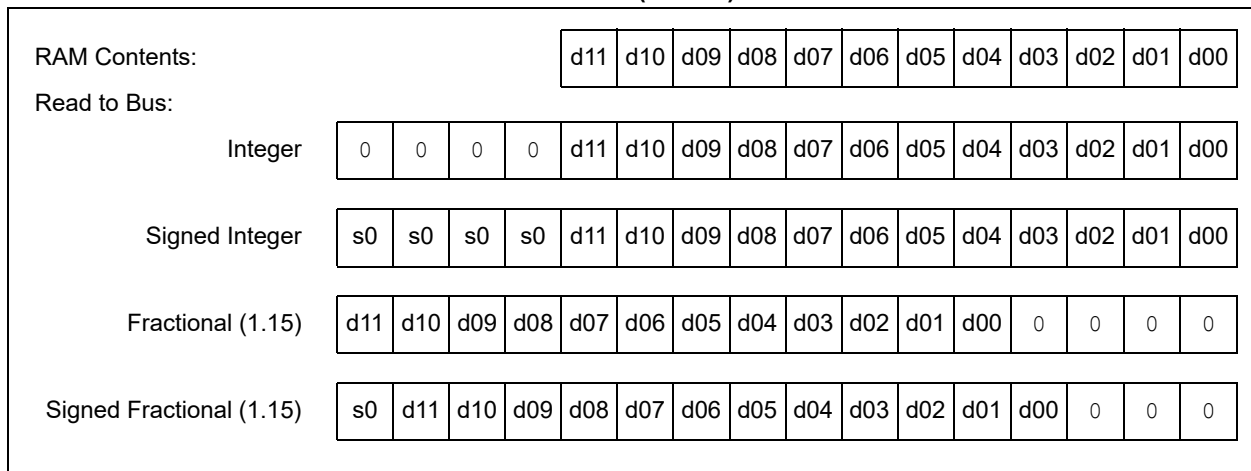 RAM Contents: d11 d10 d09 d08 d07 d06 d05 d04 d03 d02 d01 d00
Read to Bus:
Integer 0 0 0 0 d11 d10 d09 d08 d07 d06 d05 d04 d03 d02 d01 d00
Signed Integer s0 s0 s0 s0 d11 d10 d09 d08 d07 d06 d05 d04 d03 d02 d01 d00
Fractional (1.15) d11 d10 d09 d08 d07 d06 d05 d04 d03 d02 d01 d00 0 0 0 0
Signed Fractional (1.15) s0 d11 d10 d09 d08 d07 d06 d05 d04 d03 d02 d01 d00 0 0 0